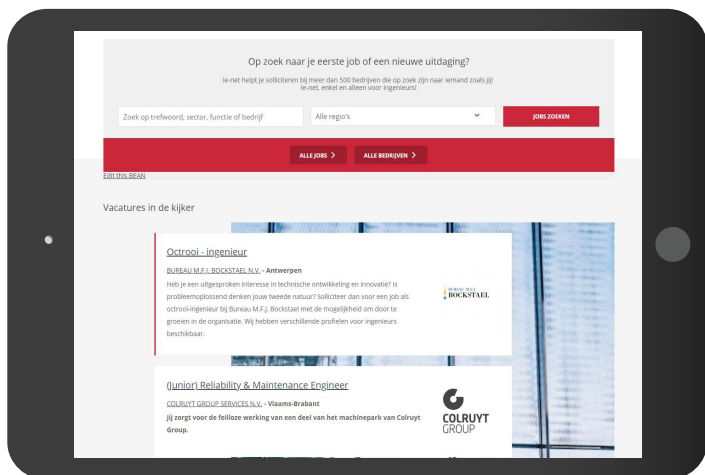 Op zoek naar je eerste job of een nieuwe uitdaging?
ie-net helpt je solliciteren bij meer dan 500 bedrijven die op zoek zijn naar iemand zoals jij!
ie-net, enkel en alleen voor ingenieurs!
Zoek op trefwoord, sector, functie of bedrijf
Alle regio's
JOBS ZOEKEN
ALLE JOBS
ALLE BEDRIJVEN
Edit this BEAN
Vacatures in de kijker
Octrooi - ingenieur
BUREAU M.F.J. BOCKSTAEL N.V. - Antwerpen
Heb je een uitgesproken interesse in technische ontwikkeling en innovatie? Is
probleemoplossend denken jouw tweede natuur? Solliciteer dan voor een job als
octrooi-ingenieur bij Bureau M.F.J. Bockstael met de mogelijkheid om door te
groeien in de organisatie. Wij hebben verschillende profielen voor ingenieurs
beschikbaar.
BUREAU M.F.J.
BOCKSTAEL
(Junior) Reliability & Maintenance Engineer
COLRUYT GROUP SERVICES N.V. - Vlaams-Brabant
Jij zorgt voor de feilloze werking van een deel van het machinepark van Colruyt
Group.
COLRUYT
GROUP